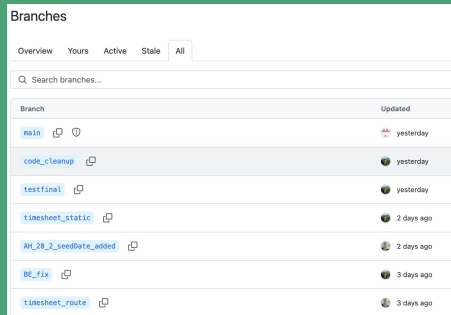 Branches
Overview Yours Active Stale All
Search branches...
Branch Updated
main yesterday
code_cleanup yesterday
testfinal yesterday
timesheet_static 2 days ago
AH_28_2_seedDate_added 2 days ago
BE_fix 3 days ago
timesheet_route 3 days ago